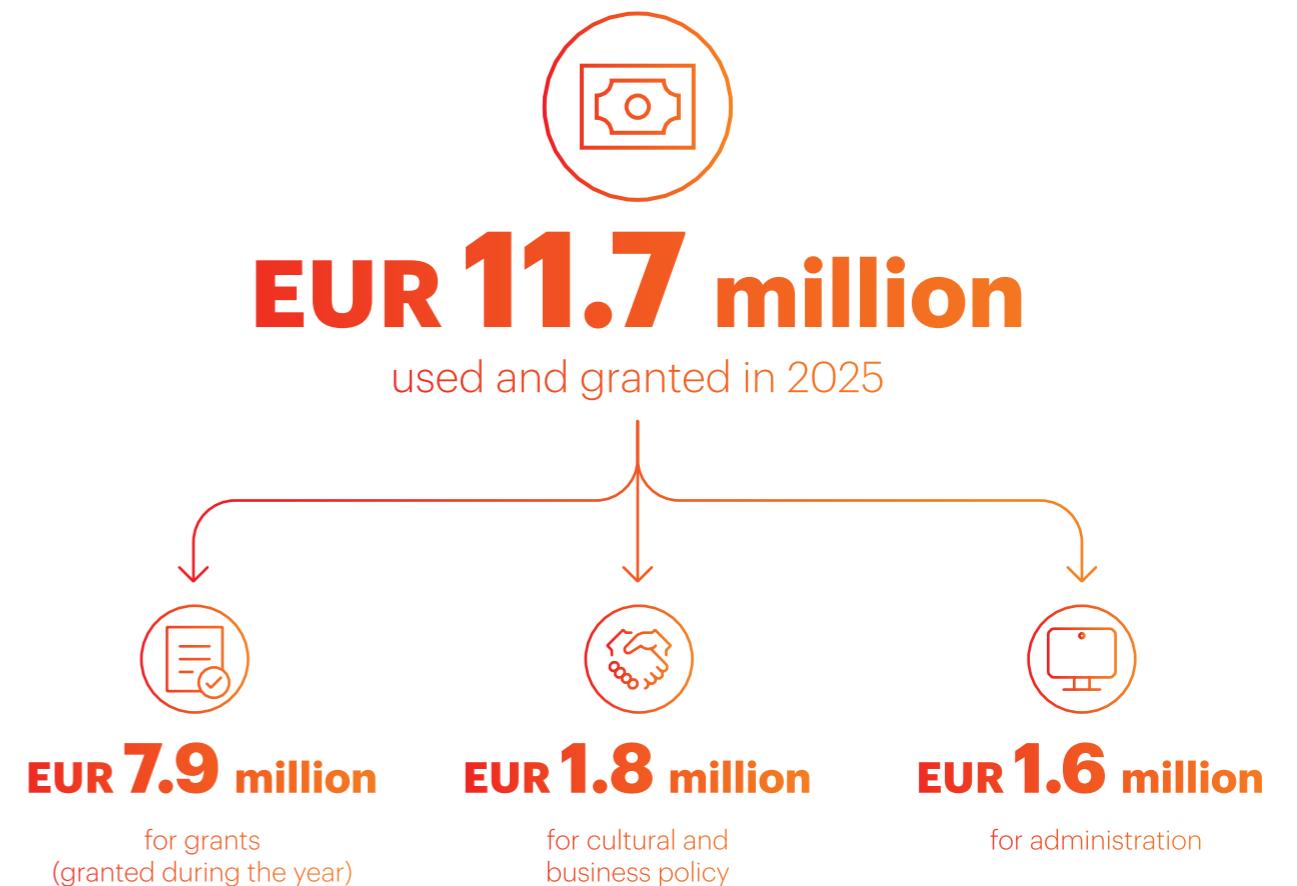 EUR 11.7 million
used and granted in 2025
EUR 7.9 million
for grants
(granted during the year)
EUR 1.8 million
for cultural and
business policy
EUR 1.6 million
for administration